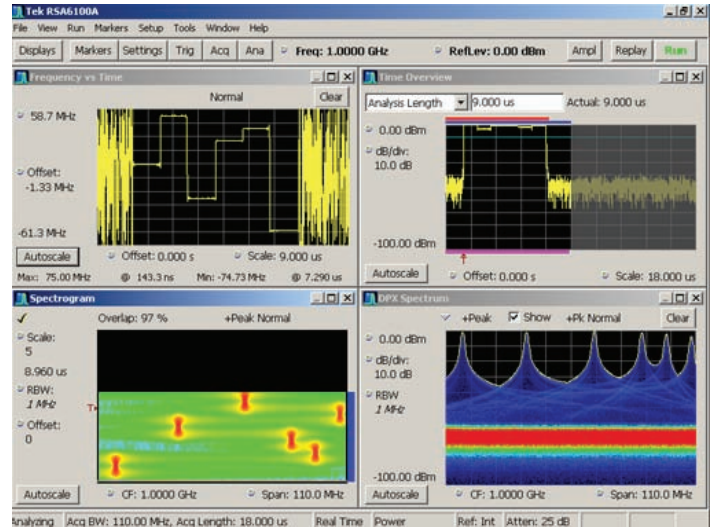 Tek RSA6100A
File View Run Markers Setup Tools Window Help
Displays Markers Settings Trig Acq Ana Freq: 1.0000 GHz RefLev: 0.00 dBm Ampl Replay Run
Frequency vs Time
Normal Clear
58.7 MHz
Offset:
-1.33 MHz
-61.3 MHz
Autoscale Offset: 0.000 s Scale: 9.000 us
Max: 75.00 MHz @ 143.3 ns Min: -74.73 MHz @ 7.290 us
Time Overview
Analysis Length 9.000 us Actual: 9.000 us
0.00 dBm
dB/div:
10.0 dB
-100.00 dBm
Autoscale Offset: 0.000 s Scale: 18.000 us
Spectrogram
Overlap: 97 % +Peak Normal
Scale:
5
8.960 us
RBW:
1 MHz
Offset:
0
T
Autoscale CF: 1.0000 GHz Span: 110.0 MHz
DPX Spectrum
+Peak Show +Pk Normal Clear
0.00 dBm
dB/div:
10.0 dB
RBW
1 MHz
-100.00 dBm
Autoscale CF: 1.0000 GHz Span: 110.0 MHz
Analyzing Acq BW: 110.00 MHz, Acq Length: 18.000 us Real Time Power Ref: Int Atten: 25 dB